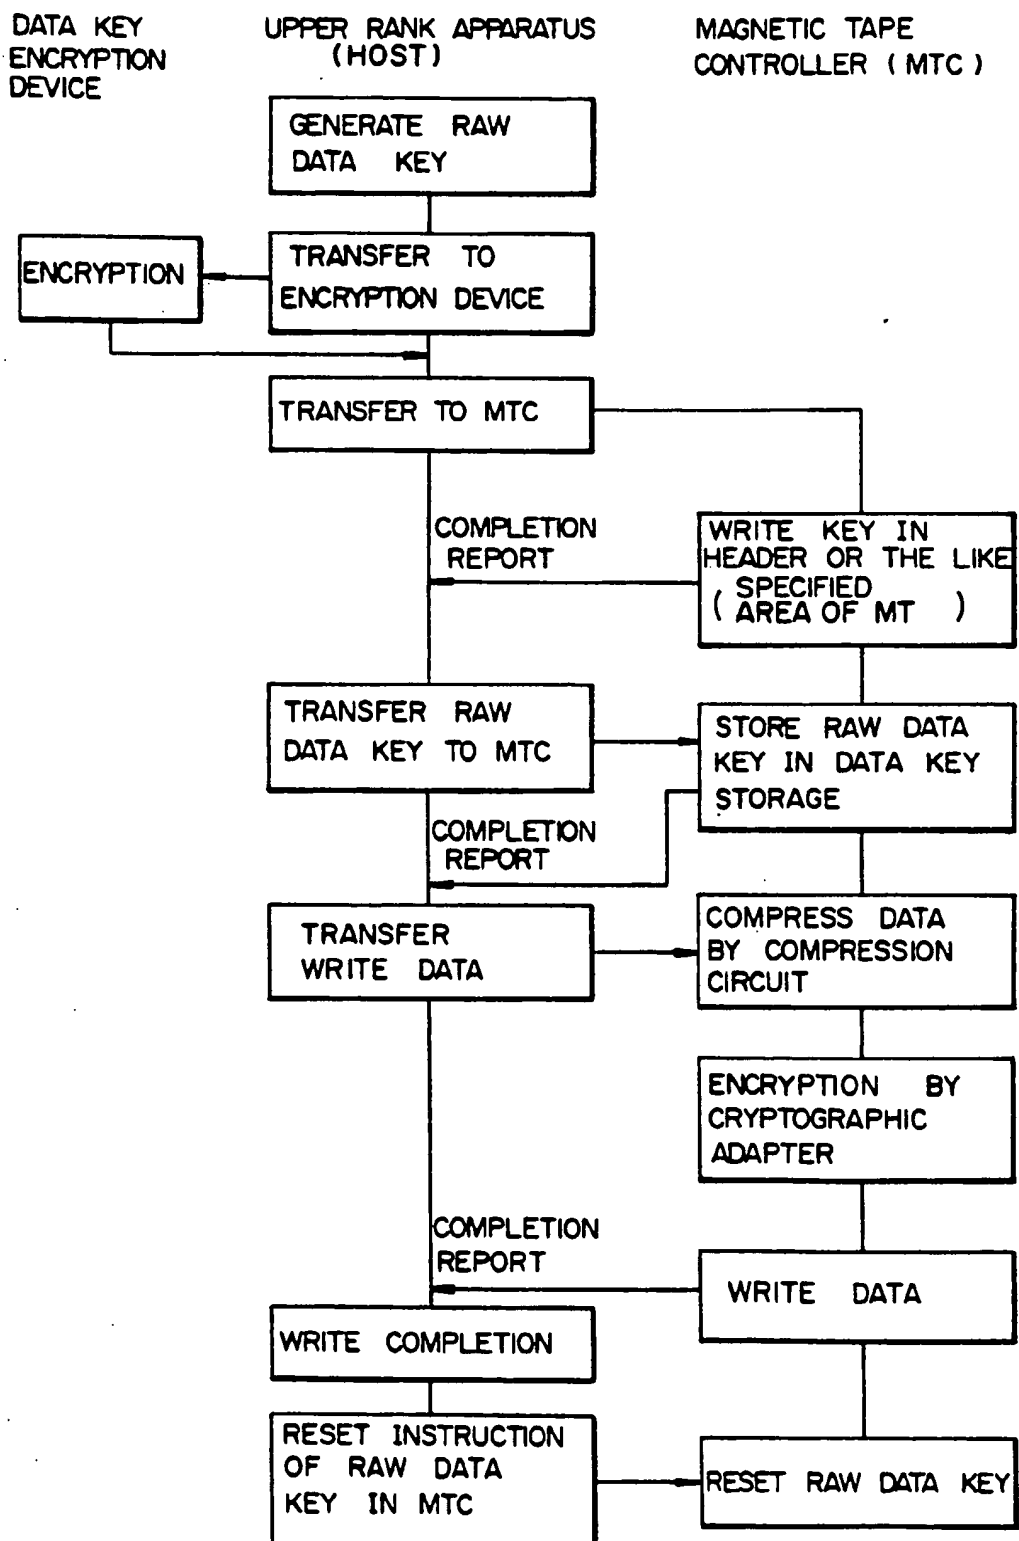 DATA KEY
ENCRYPTION
DEVICE
UPPER RANK APPARATUS
(HOST)
MAGNETIC TAPE
CONTROLLER (MTC)
GENERATE RAW
DATA KEY
TRANSFER TO
ENCRYPTION DEVICE
ENCRYPTION
TRANSFER TO MTC
COMPLETION
REPORT
WRITE KEY IN
HEADER OR THE LIKE
( SPECIFIED
AREA OF MT )
TRANSFER RAW
DATA KEY TO MTC
STORE RAW DATA
KEY IN DATA KEY
STORAGE
COMPLETION
REPORT
TRANSFER
WRITE DATA
COMPRESS DATA
BY COMPRESSION
CIRCUIT
ENCRYPTION BY
CRYPTOGRAPHIC
ADAPTER
COMPLETION
REPORT
WRITE DATA
WRITE COMPLETION
RESET INSTRUCTION
OF RAW DATA
KEY IN MTC
RESET RAW DATA KEY